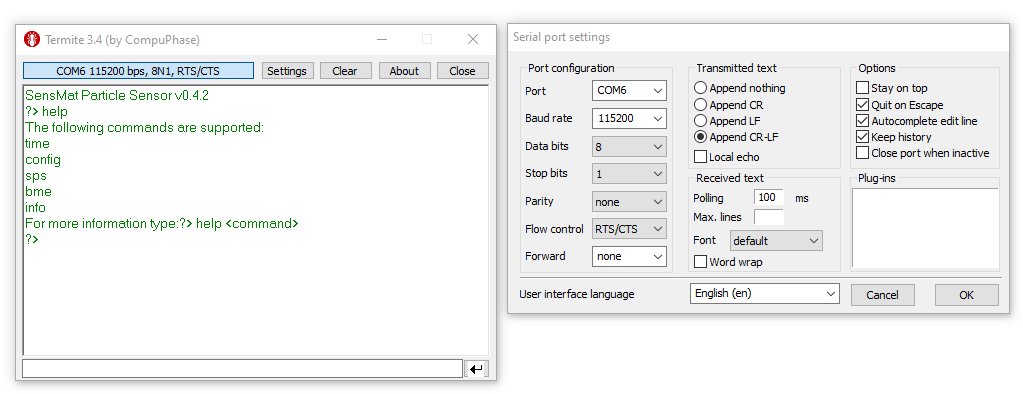 Termite 3.4 (by CompuPhase)
COM6 115200 bps, 8N1, RTS/CTS
Settings
Clear
About
Close
SensMat Particle Sensor v0.4.2
?> help
The following commands are supported:
time
config
sps
bme
info
For more information type:?> help <command>
?>
Serial port settings
Port configuration
Port COM6
Baud rate 115200
Data bits 8
Stop bits 1
Parity none
Flow control RTS/CTS
Forward none
Transmitted text
Append nothing
Append CR
Append LF
Append CR-LF
Local echo
Received text
Polling 100 ms
Max. lines
Font default
Word wrap
Options
Stay on top
Quit on Escape
Autocomplete edit line
Keep history
Close port when inactive
Plug-ins
User interface language English (en)
Cancel
OK